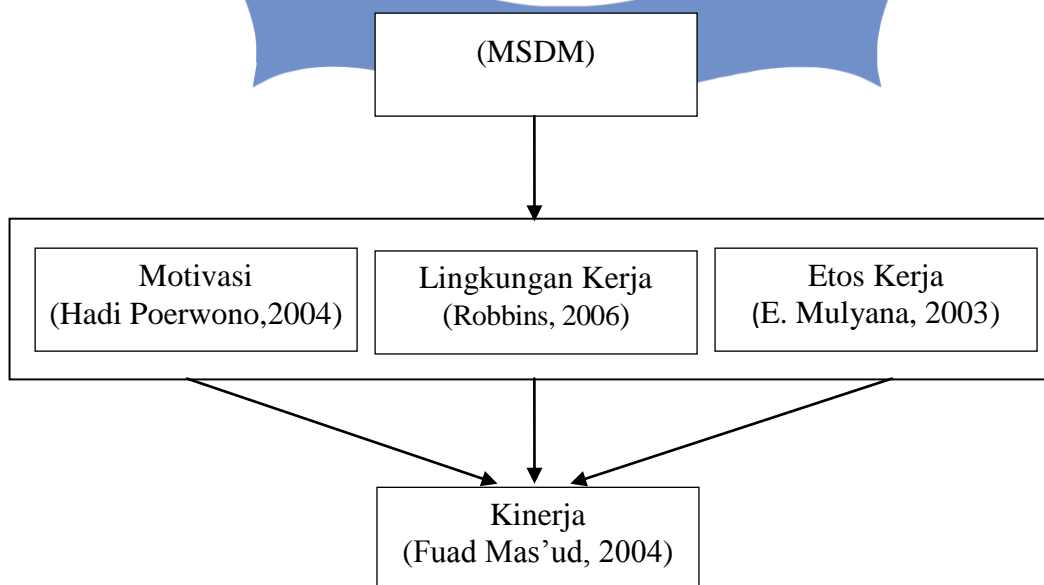 (MSDM)
Motivasi
(Hadi Poerwono,2004)
Lingkungan Kerja
(Robbins, 2006)
Etos Kerja
(E. Mulyana, 2003)
Kinerja
(Fuad Mas’ud, 2004)